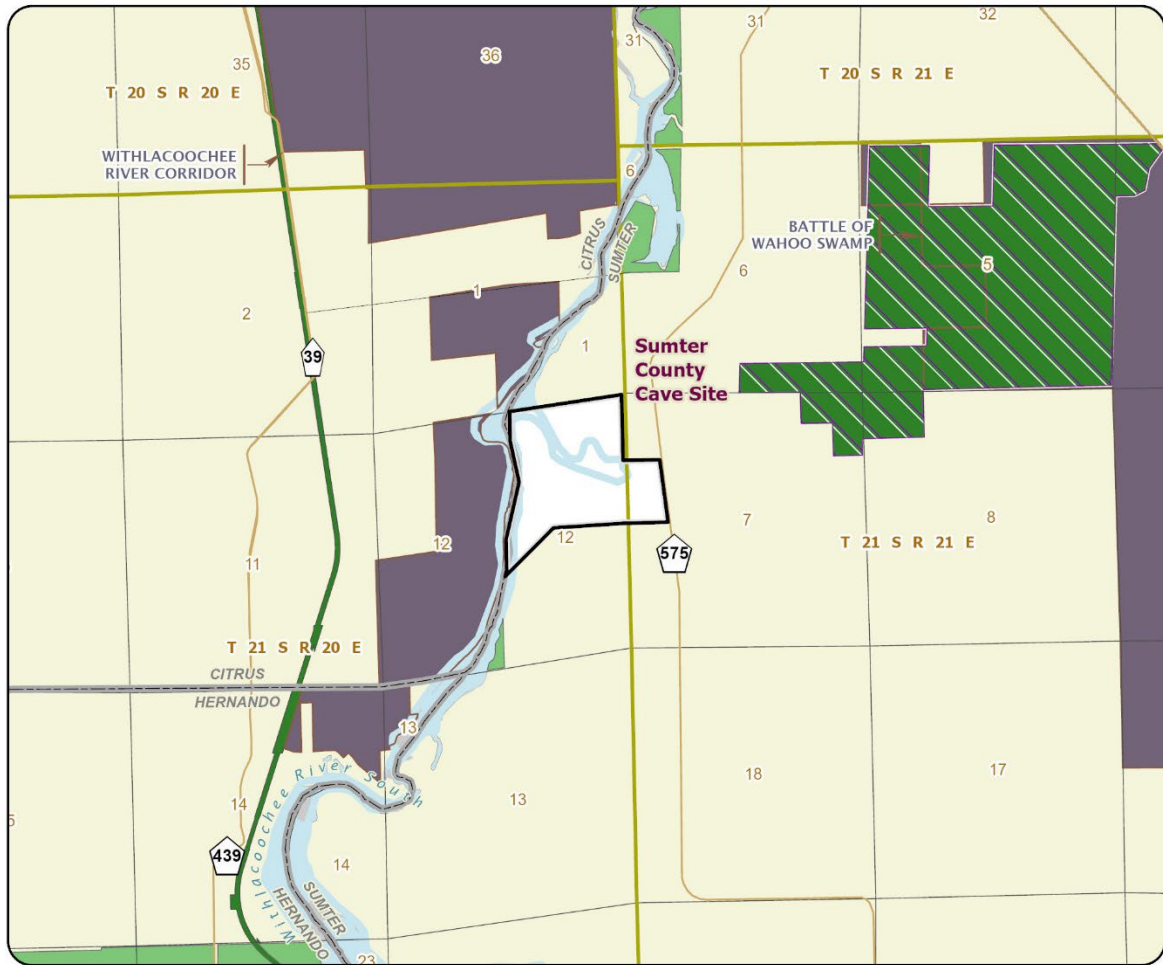 31
31
32
36
35
T 20 S R 20 E
T 20 S R 21 E
WITHLACOOCHEE
RIVER CORRIDOR
6
CITRUS
SUMTER
BATTLE OF
WAHOO SWAMP
5
6
1
2
1
39
Sumter
County
Cave Site
12
12
7
8
575
T 21 S R 21 E
11
T 21 S R 20 E
CITRUS
HERNANDO
13
18
17
13
14
5
Withlacoochee River South
439
14
SUMTER
HERNANDO
23